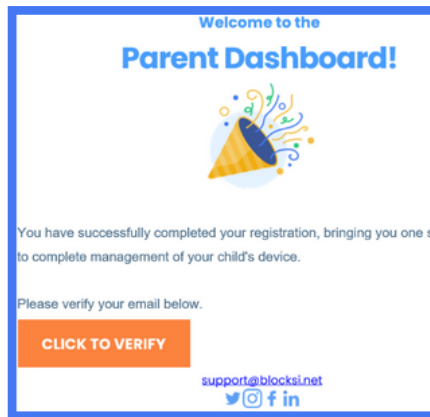 Welcome to the
Parent Dashboard!
You have successfully completed your registration, bringing you one
to complete management of your child's device.
Please verify your email below.
CLICK TO VERIFY
support@blocksi.net